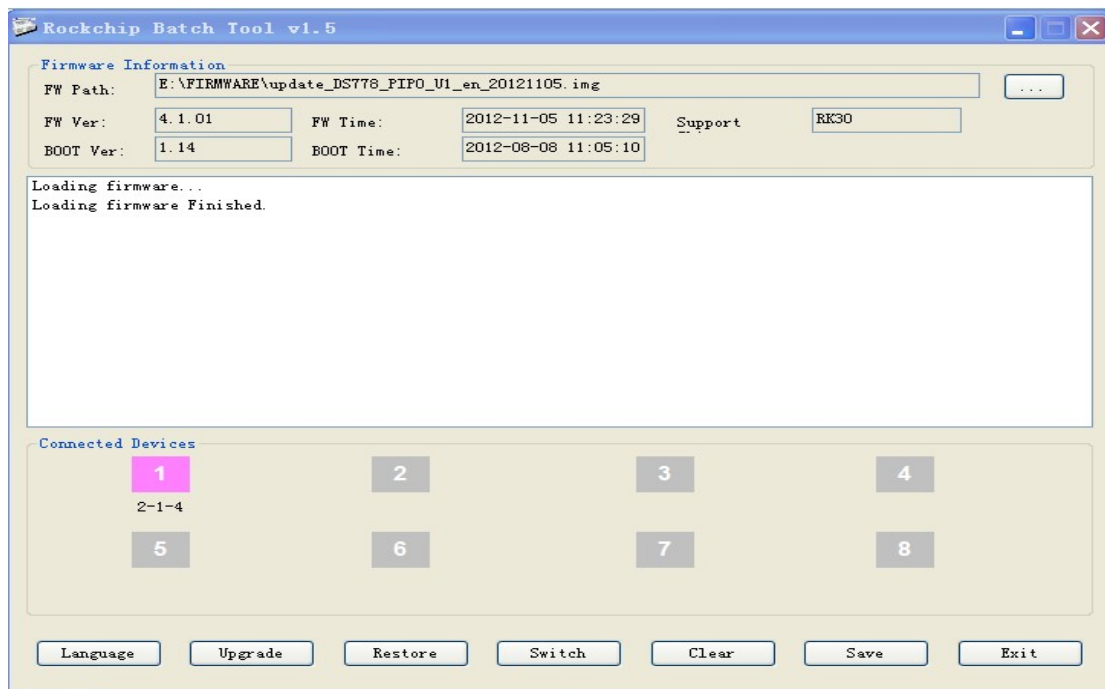 Rockchip Batch Tool v1.5
Firmware Information
FW Path: E:\FIRMWARE\update_DS778_PIPO_U1_en_20121105.img ...
FW Ver: 4.1.01 FW Time: 2012-11-05 11:23:29 Support RK30
BOOT Ver: 1.14 BOOT Time: 2012-08-08 11:05:10
Loading firmware...
Loading firmware Finished.
Connected Devices
1 2 3 4
2-1-4
5 6 7 8
Language Upgrade Restore Switch Clear Save Exit